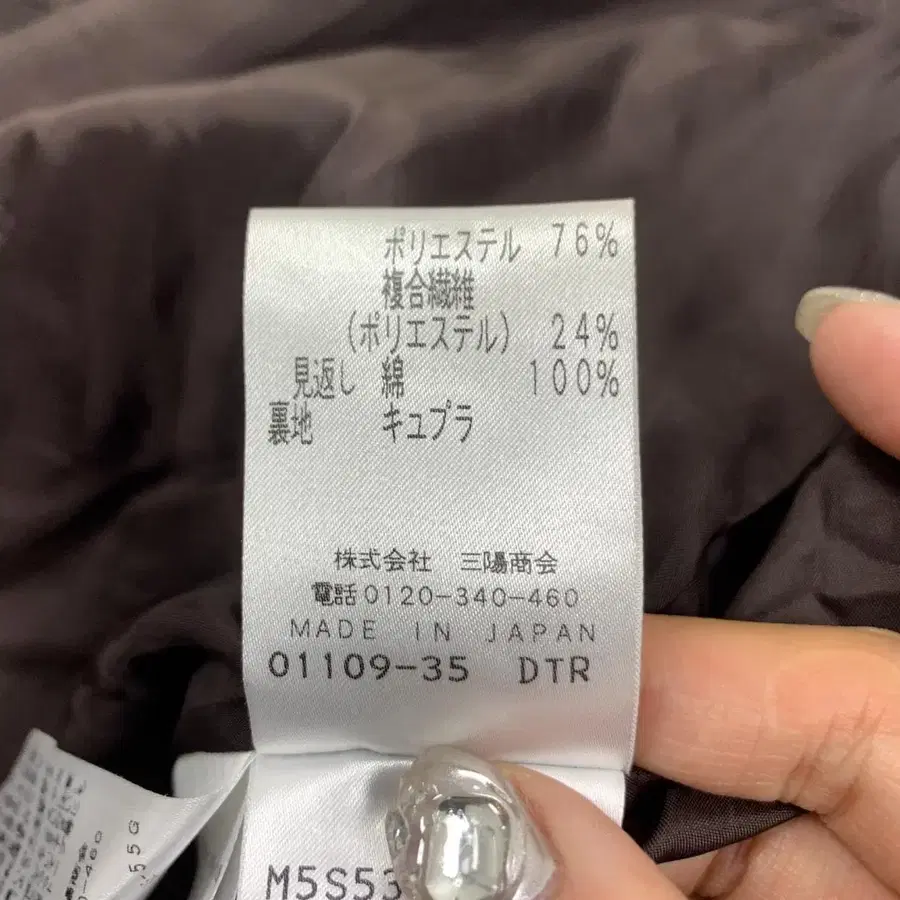 ポリエステル 76%
複合繊維
(ポリエステル) 24%
見返し 綿 100%
裏地 キュプラ
株式会社 三陽商会
電話0120-340-460
MADE IN JAPAN
01109-35 DTR
M5S53